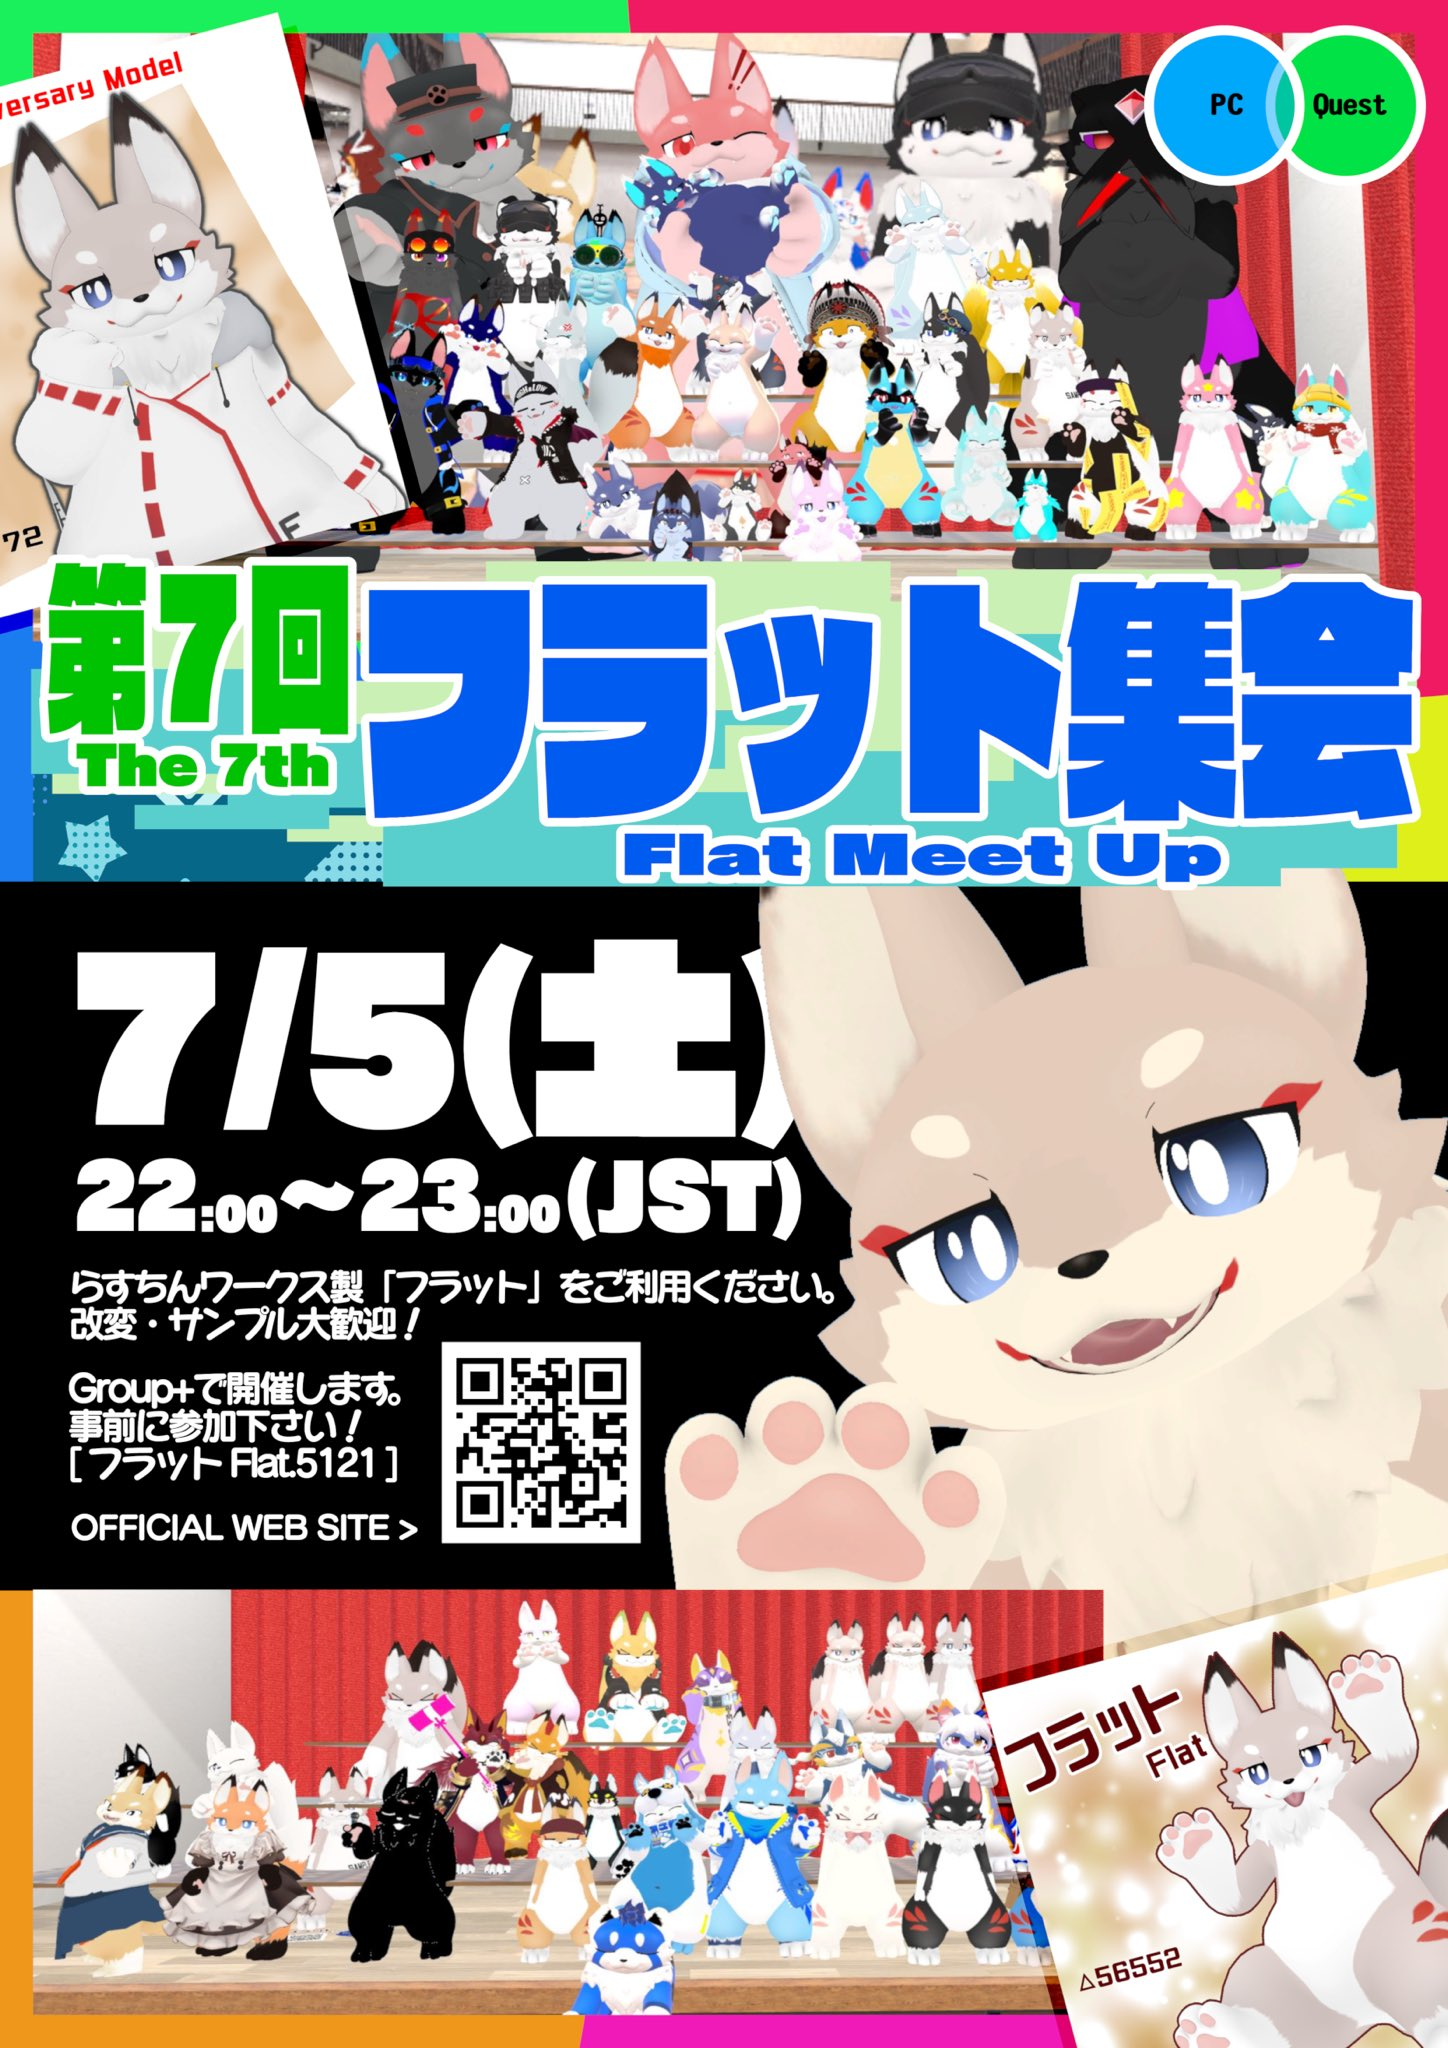 versary Model
PC
Quest
72
F
第7回
The 7th
フラット集会
Flat Meet Up
7/5(土)
22:00~23:00(JST)
らすちんワークス製「フラット」をご利用ください。
改変・サンプル大歓迎!
Group+で開催します。
事前に参加下さい!
[ フラット Flat.5121 ]
OFFICIAL WEB SITE >
フラット
Flat
△56552